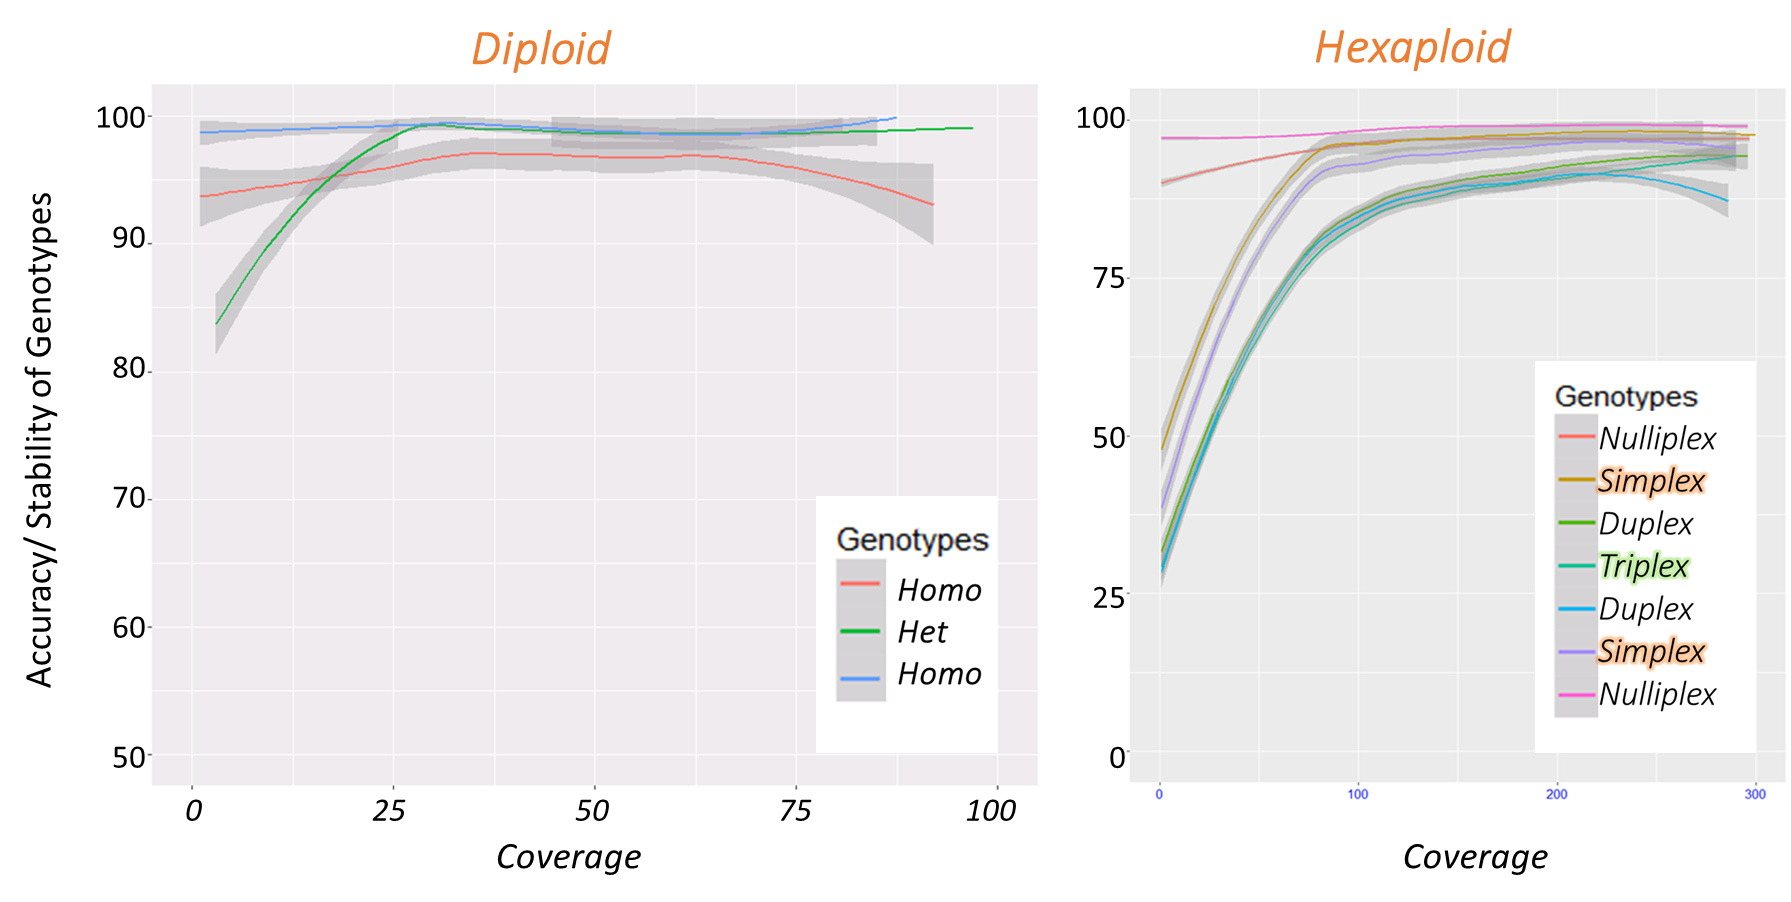 Diploid
Hexaploid
Accuracy/ Stability of Genotypes
100
90
80
70
60
50
0
25
50
75
100
Coverage
Genotypes
Homo
Het
Homo
100
75
50
25
0
0
100
200
300
Coverage
Genotypes
Nulliplex
Simplex
Duplex
Triplex
Duplex
Simplex
Nulliplex